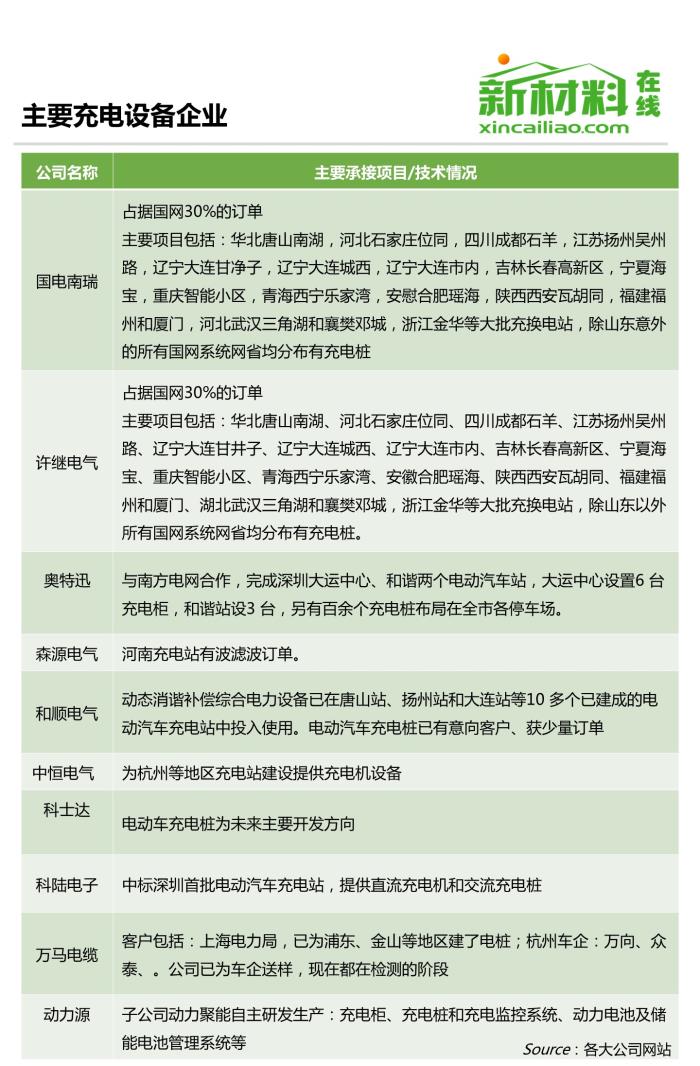 新材料在线
xincailiao.com
主要充电设备企业
公司名称
主要承接项目/技术情况
国电南瑞
占据国网30%的订单
主要项目包括：华北唐山南湖，河北石家庄位同，四川成都石羊，江苏扬州吴州
路，辽宁大连甘净子，辽宁大连城西，辽宁大连市内，吉林长春高新区，宁夏海
宝，重庆智能小区，青海西宁乐家湾，安慰合肥瑶海，陕西西安瓦胡同，福建福
州和厦门，河北武汉三角湖和襄樊邓城，浙江金华等大批充换电站，除山东意外
的所有国网系统网省均分布有充电桩
许继电气
占据国网30%的订单
主要项目包括：华北唐山南湖、河北石家庄位同、四川成都石羊、江苏扬州吴州
路、辽宁大连甘井子、辽宁大连城西、辽宁大连市内、吉林长春高新区、宁夏海
宝、重庆智能小区、青海西宁乐家湾、安徽合肥瑶海、陕西西安瓦胡同、福建福
州和厦门、湖北武汉三角湖和襄樊邓城，浙江金华等大批充换电站，除山东以外
所有国网系统网省均分布有充电桩。
奥特迅
与南方电网合作，完成深圳大运中心、和谐两个电动汽车站，大运中心设置6 台
充电柜，和谐站设3 台，另有百余个充电桩布局在全市各停车场。
森源电气
河南充电站有波滤波订单。
和顺电气
动态消谐补偿综合电力设备已在唐山站、扬州站和大连站等10 多个已建成的电
动汽车充电站中投入使用。电动汽车充电桩已有意向客户、获少量订单
中恒电气
为杭州等地区充电站建设提供充电机设备
科士达
电动车充电桩为未来主要开发方向
科陆电子
中标深圳首批电动汽车充电站，提供直流充电机和交流充电桩
万马电缆
客户包括：上海电力局，已为浦东、金山等地区建了电桩；杭州车企：万向、众
泰、。公司已为车企送样，现在都在检测的阶段
动力源
子公司动力聚能自主研发生产：充电柜、充电桩和充电监控系统、动力电池及储
能电池管理系统等
Source：各大公司网站